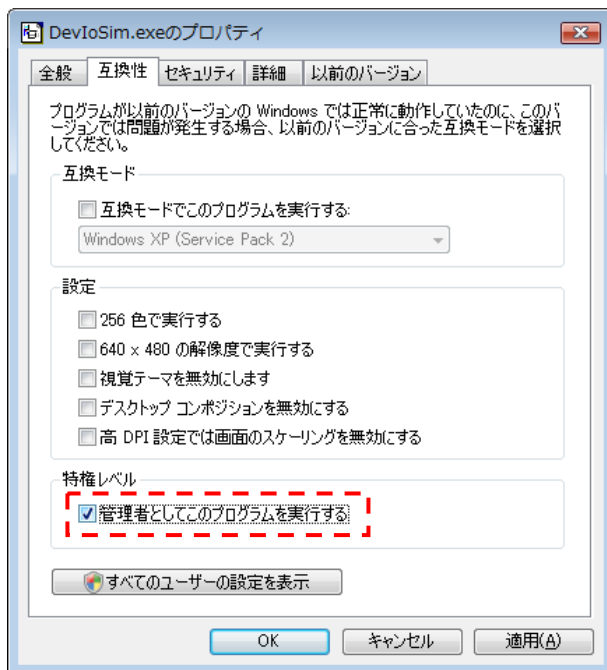 DevIoSim.exeのプロパティ
全般 互換性 セキュリティ 詳細 以前のバージョン
プログラムが以前のバージョンの Windows では正常に動作していたのに、このバ
ージョンでは問題が発生する場合、以前のバージョンに合った互換モードを選択
してください。
互換モード
互換モードでこのプログラムを実行する:
Windows XP (Service Pack 2)
設定
256 色で実行する
640 x 480 の解像度で実行する
視覚テーマを無効にします
デスクトップ コンポジションを無効にする
高 DPI 設定では画面のスケーリングを無効にする
特権レベル
管理者としてこのプログラムを実行する
すべてのユーザーの設定を表示
OK キャンセル 適用(A)